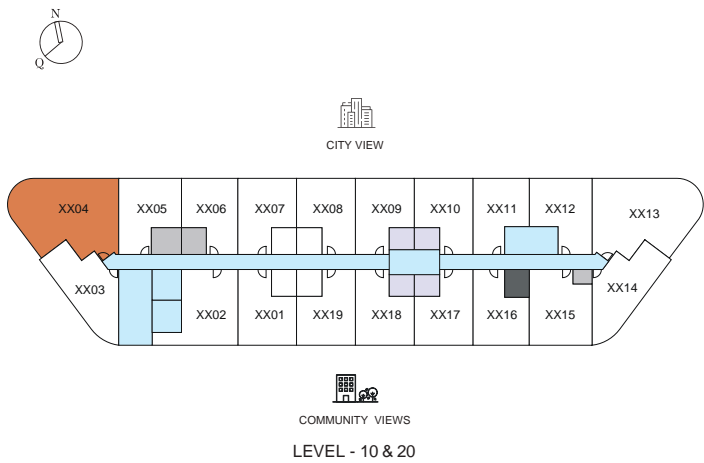 N
Q
CITY VIEW
XX04 XX05 XX06 XX07 XX08 XX09 XX10 XX11 XX12 XX13
XX03 XX02 XX01 XX19 XX18 XX17 XX16 XX15 XX14
COMMUNITY VIEWS
LEVEL - 10 & 20